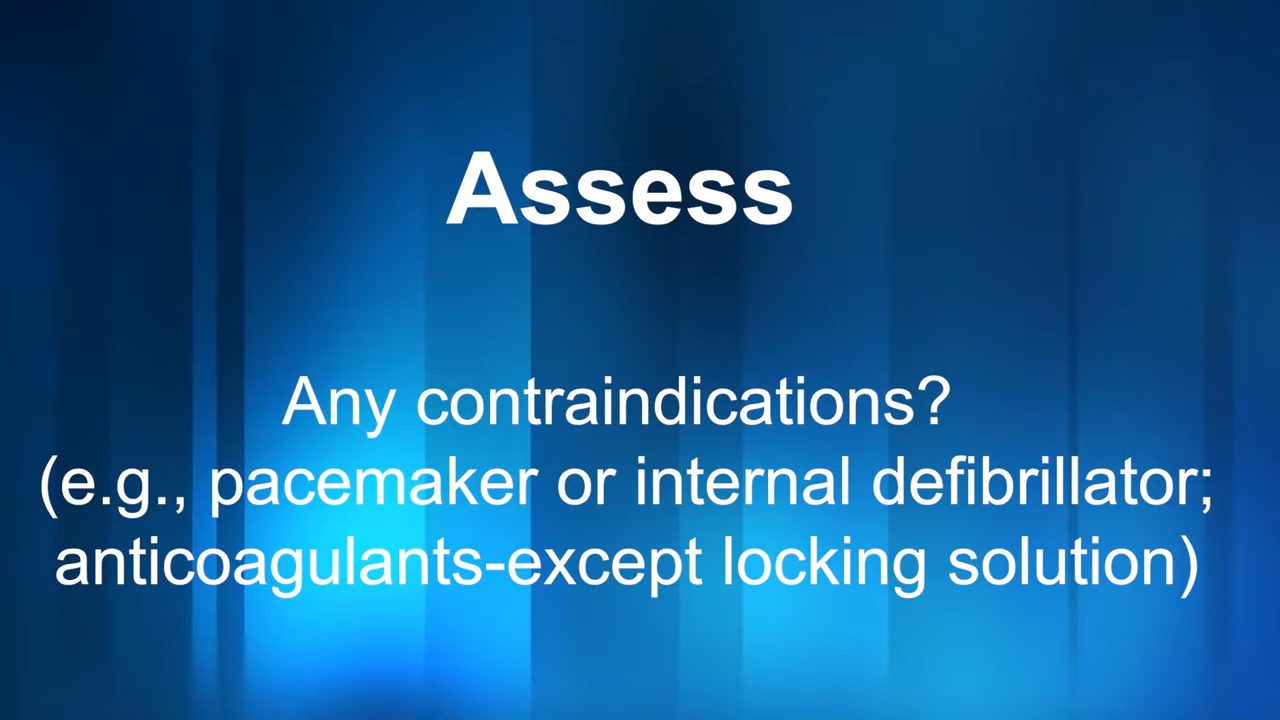 Assess
Any contraindications?
(e.g., pacemaker or internal defibrillator;
anticoagulants-except locking solution)